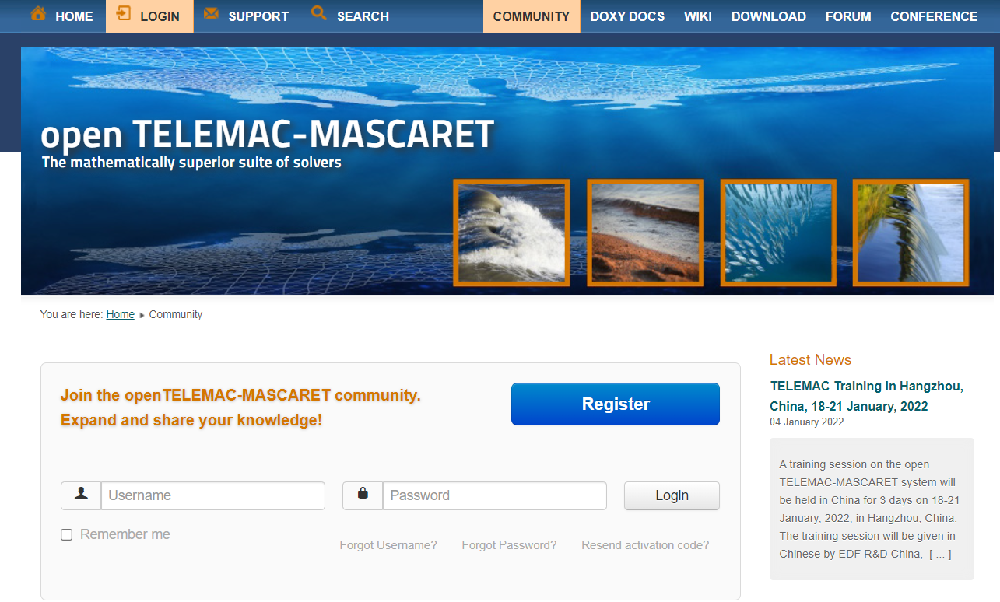 HOME LOGIN SUPPORT SEARCH COMMUNITY DOXY DOCS WIKI DOWNLOAD FORUM CONFERENCE
open TELEMAC-MASCARET
The mathematically superior suite of solvers
You are here: Home Community
Join the openTELEMAC-MASCARET community.
Expand and share your knowledge!
Register
Username
Password
Login
Remember me
Forgot Username? Forgot Password? Resend activation code?
Latest News
TELEMAC Training in Hangzhou,
China, 18-21 January, 2022
04 January 2022
A training session on the open
TELEMAC-MASCARET system will
be held in China for 3 days on 18-21
January, 2022, in Hangzhou, China.
The training session will be given in
Chinese by EDF R&D China, [ ... ]